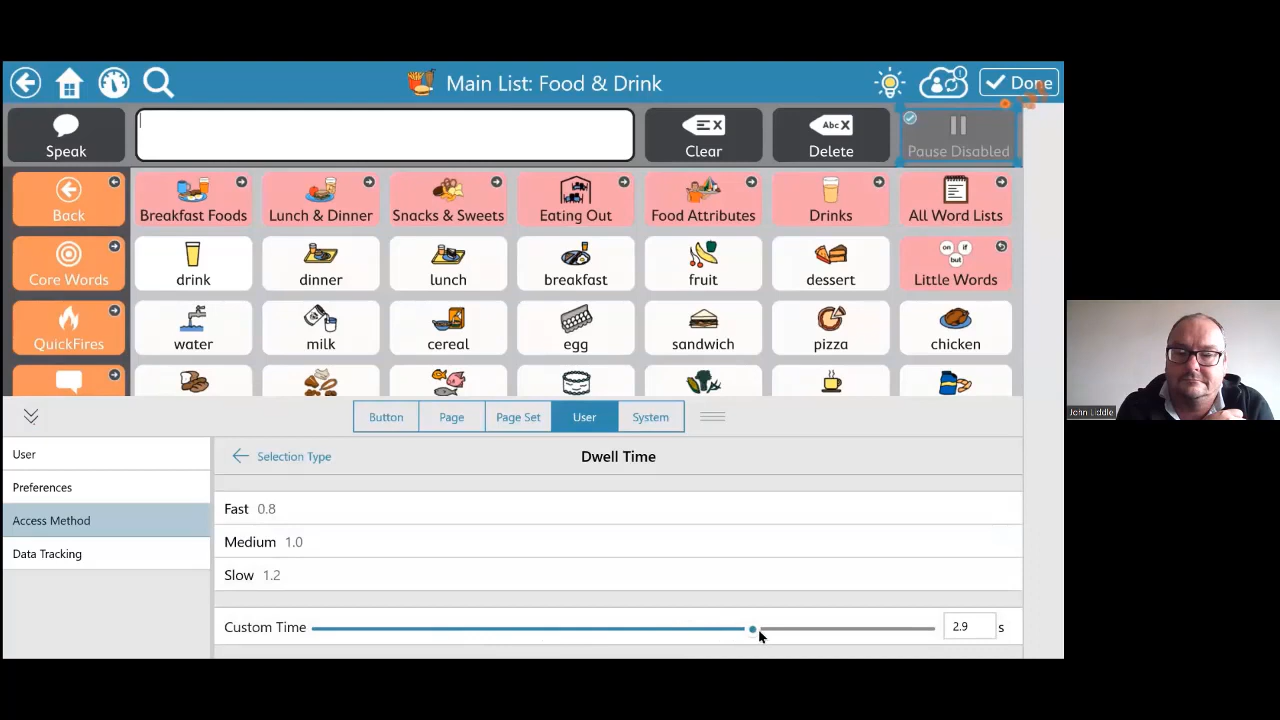 Main List: Food & Drink
Done
Speak
Clear
Abc
Delete
Pause Disabled
Back
Breakfast Foods
Lunch & Dinner
Snacks & Sweets
Eating Out
Food Attributes
Drinks
All Word Lists
Core Words
drink
dinner
lunch
breakfast
fruit
dessert
on if
but
Little Words
QuickFires
water
milk
cereal
egg
sandwich
pizza
chicken
Button
Page
Page Set
User
System
User
Preferences
Access Method
Data Tracking
Selection Type
Dwell Time
Fast 0.8
Medium 1.0
Slow 1.2
Custom Time
2.9 s
John Liddle